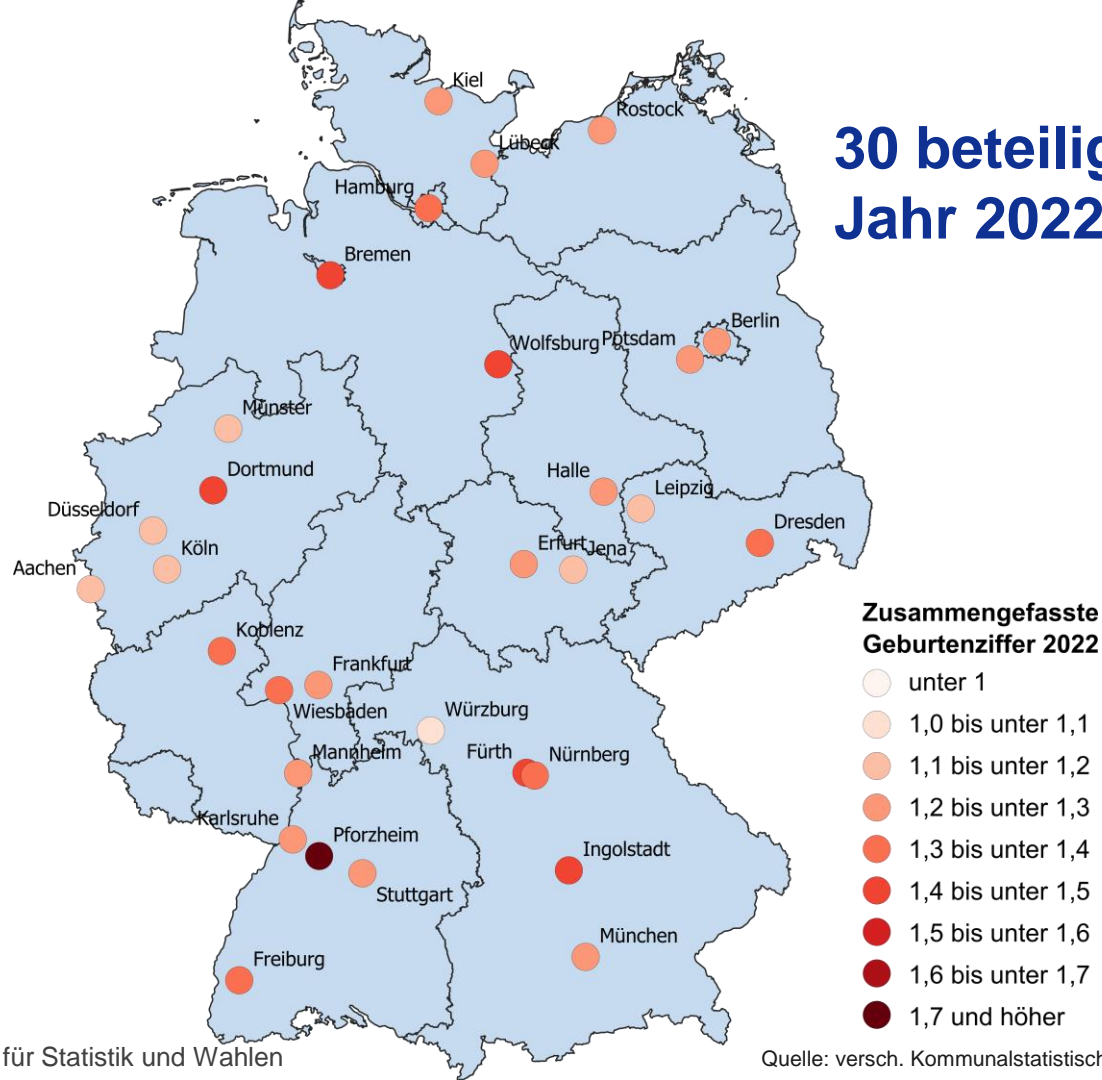 30 beteilig
Jahr 2022
Kiel
Rostock
Lübeck
Hamburg
Bremen
Wolfsburg
Potsdam
Berlin
Münster
Dortmund
Halle
Leipzig
Düsseldorf
Dresden
Köln
Erfurt
Jena
Aachen
Koblenz
Frankfurt
Wiesbaden
Würzburg
Mannheim
Fürth
Nürnberg
Karlsruhe
Pforzheim
Ingolstadt
Stuttgart
München
Freiburg
Zusammengefasste
Geburtenziffer 2022
unter 1
1,0 bis unter 1,1
1,1 bis unter 1,2
1,2 bis unter 1,3
1,3 bis unter 1,4
1,4 bis unter 1,5
1,5 bis unter 1,6
1,6 bis unter 1,7
1,7 und höher
für Statistik und Wahlen
Quelle: versch. Kommunalstatistisch